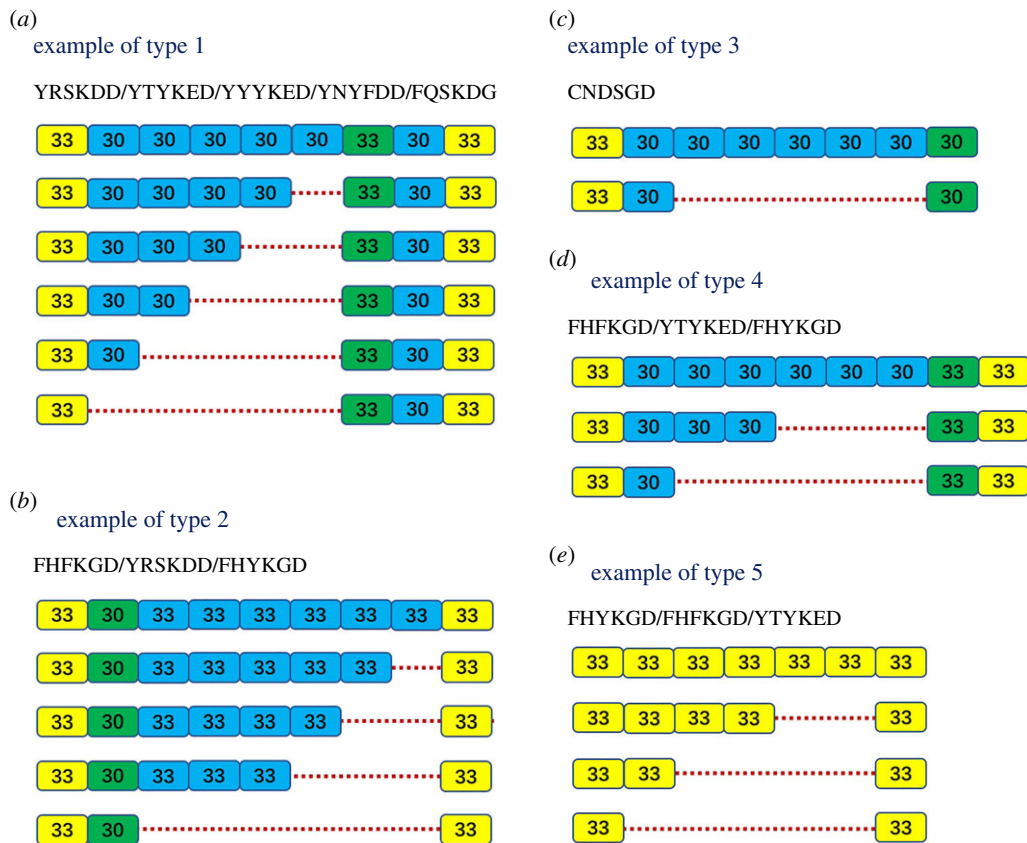 (a)
example of type 1
YRSKDD/YTYKED/YYYKED/YNYFDD/FQSKDG
33 30 30 30 30 30 33 30 33
33 30 30 30 30 33 30 33
33 30 30 30 33 30 33
33 30 30 33 30 33
33 30 33 30 33
33 33 30 33
(b)
example of type 2
FHFKGD/YRSKDD/FHYKGD
33 30 33 33 33 33 33 33 33
33 30 33 33 33 33 33 33
33 30 33 33 33 33 33
33 30 33 33 33 33
33 30 33
(c)
example of type 3
CNDSGD
33 30 30 30 30 30 30 30
33 30 30
(d)
example of type 4
FHFKGD/YTYKED/FHYKGD
33 30 30 30 30 30 30 33 33
33 30 30 30 33 33
33 30 33 33
(e)
example of type 5
FHYKGD/FHFKGD/YTYKED
33 33 33 33 33 33 33
33 33 33 33 33
33 33 33
33 33